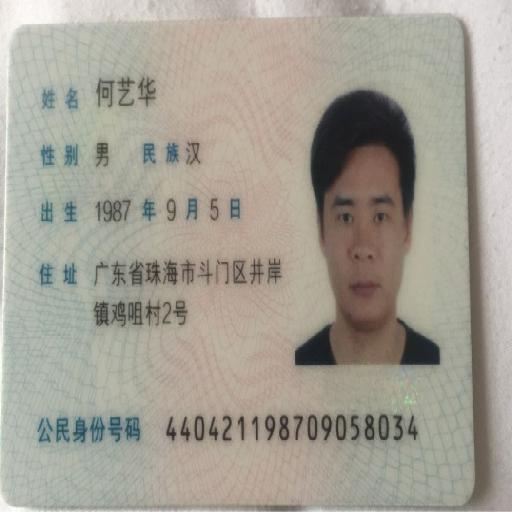 姓名 何艺华
性别 男 民族 汉
出生 1987 年 9 月 5 日
住址 广东省珠海市斗门区井岸
镇鸡咀村2号
公民身份号码 440421198709058034